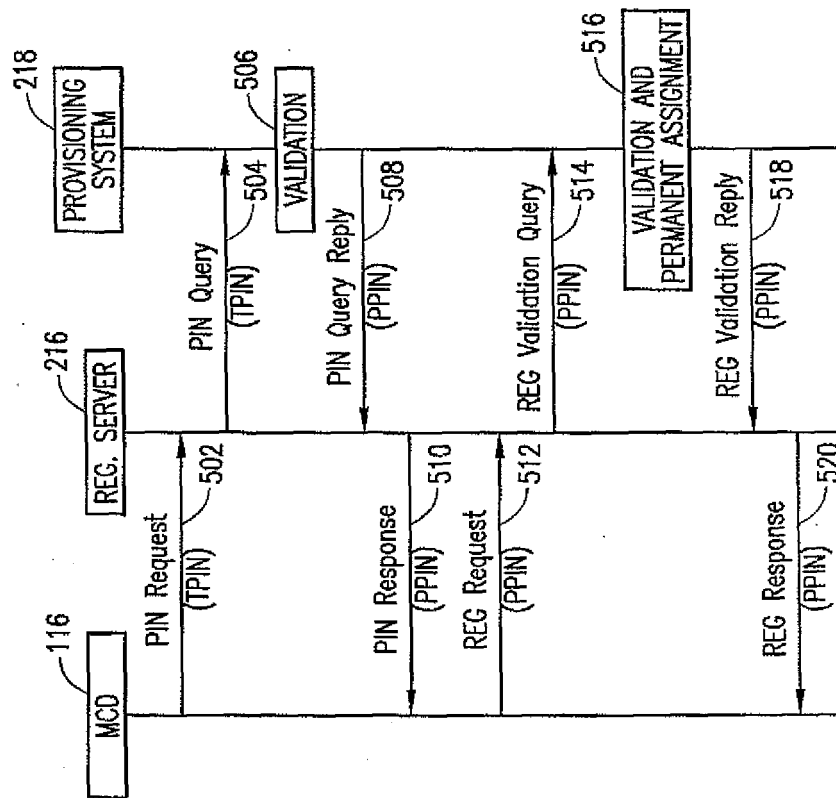 116
MCD
216
REG. SERVER
218
PROVISIONING
SYSTEM
PIN Request
(TPIN)
502
PIN Query
(TPIN)
504
506
VALIDATION
PIN Query Reply
(PPIN)
508
PIN Response
(PPIN)
510
REG Request
(PPIN)
512
REG Validation Query
(PPIN)
514
516
VALIDATION AND
PERMANENT ASSIGNMENT
REG Validation Reply
(PPIN)
518
REG Response
(PPIN)
520